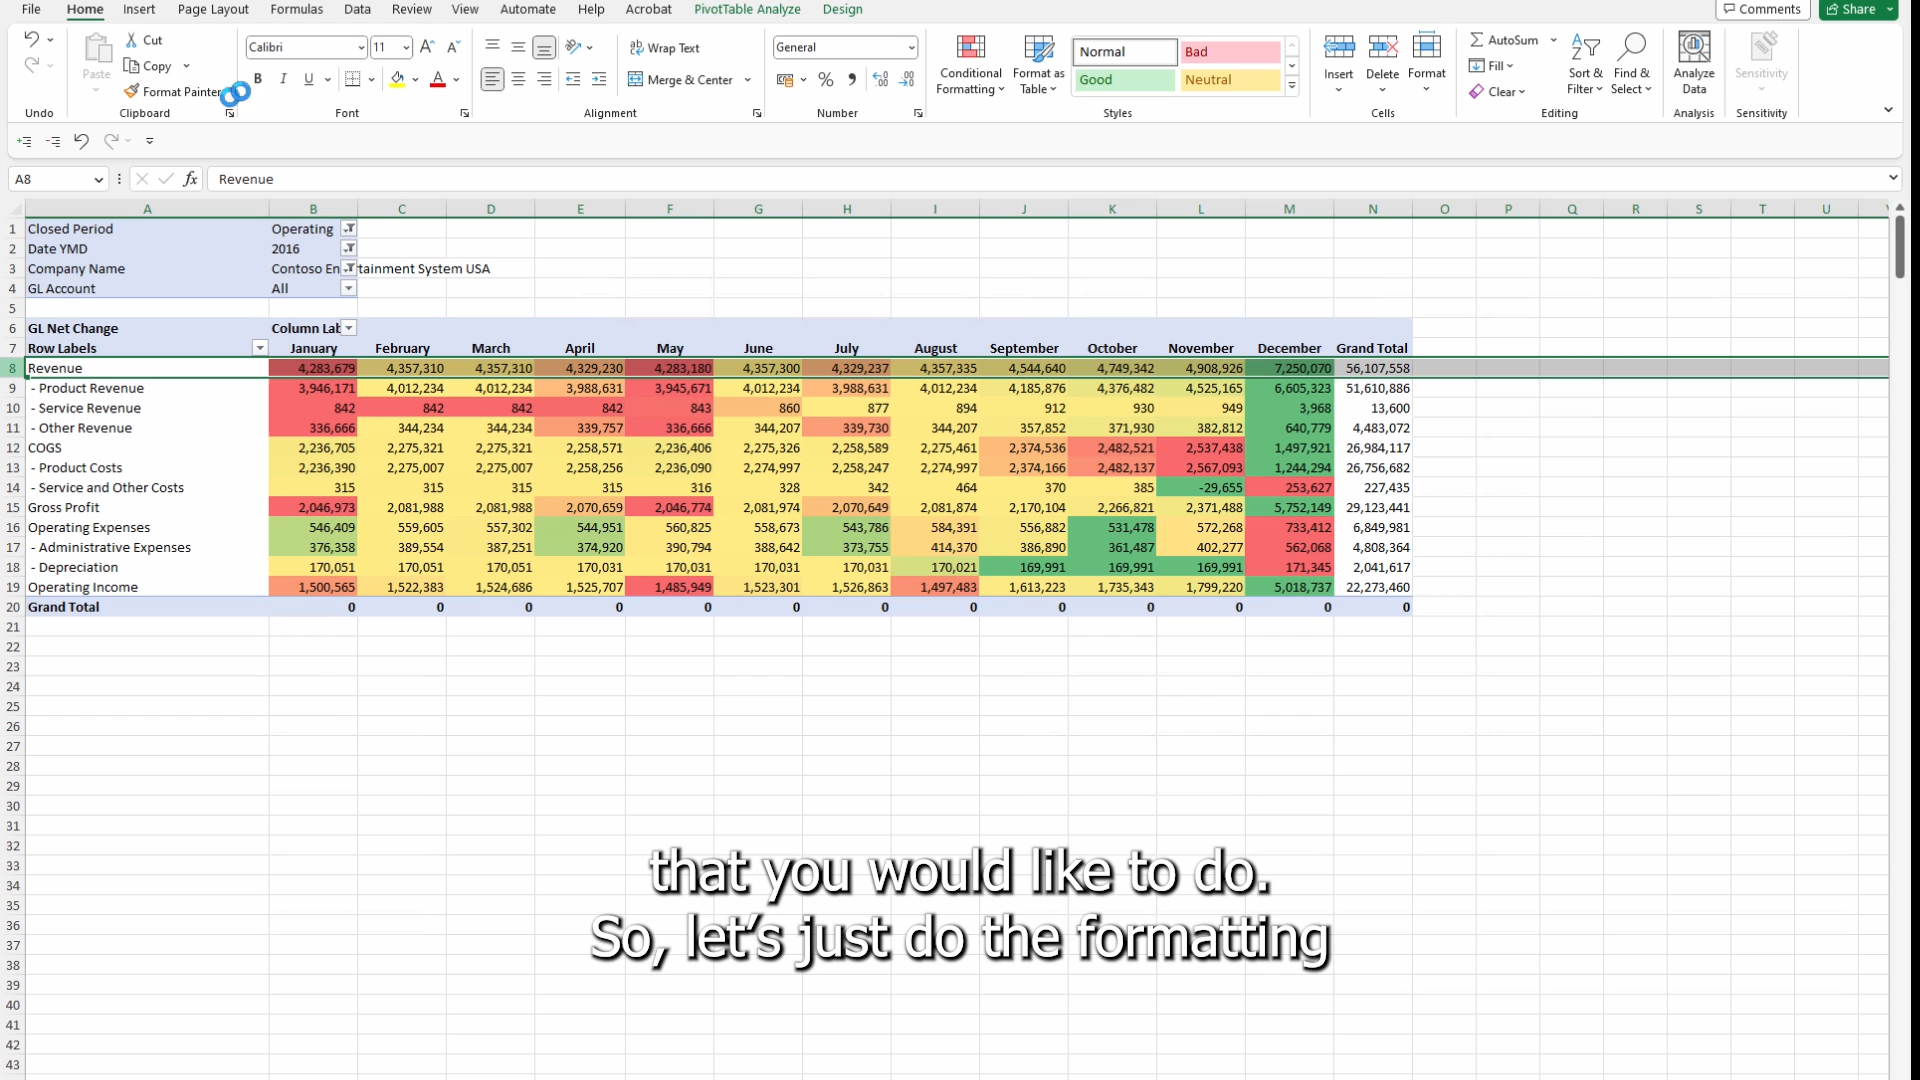 File Home Insert Page Layout Formulas Data Review View Automate Help Acrobat PivotTable Analyze Design Comments Share
Cut
Copy
Format Painter
Paste
Undo Clipboard
Calibri 11
B I U
Font
Wrap Text
Merge & Center
Alignment
General
Number
Conditional Formatting
Format as Table
Normal Bad
Good Neutral
Styles
Insert Delete Format
Cells
AutoSum
Fill
Clear
Sort & Filter
Find & Select
Editing
Analyze Data
Analysis
Sensitivity
Sensitivity
A8 fx Revenue
A B C D E F G H I J K L M N O P Q R S T U
1 Closed Period Operating
2 Date YMD 2016
3 Company Name Contoso En tainment System USA
4 GL Account All
5
6 GL Net Change Column Lab
7 Row Labels January February March April May June July August September October November December Grand Total
8 Revenue 4,283,679 4,357,310 4,357,310 4,329,230 4,283,180 4,357,300 4,329,237 4,357,335 4,544,640 4,749,342 4,908,926 7,250,070 56,107,558
9 - Product Revenue 3,946,171 4,012,234 4,012,234 3,988,631 3,945,671 4,012,234 3,988,631 4,012,234 4,185,876 4,376,482 4,525,165 6,605,323 51,610,886
10 - Service Revenue 842 842 842 842 843 860 877 894 912 930 949 3,968 13,600
11 - Other Revenue 336,666 344,234 344,234 339,757 336,666 344,207 339,730 344,207 357,852 371,930 382,812 640,779 4,483,072
12 COGS 2,236,705 2,275,321 2,275,321 2,258,571 2,236,406 2,275,326 2,258,589 2,275,461 2,374,536 2,482,521 2,537,438 1,497,921 26,984,117
13 - Product Costs 2,236,390 2,275,007 2,275,007 2,258,256 2,236,090 2,274,997 2,258,247 2,274,997 2,374,166 2,482,137 2,567,093 1,244,294 26,756,682
14 - Service and Other Costs 315 315 315 315 316 328 342 464 370 385 -29,655 253,627 227,435
15 Gross Profit 2,046,973 2,081,988 2,081,988 2,070,659 2,046,774 2,081,974 2,070,649 2,081,874 2,170,104 2,266,821 2,371,488 5,752,149 29,123,441
16 Operating Expenses 546,409 559,605 557,302 544,951 560,825 558,673 543,786 584,391 556,882 531,478 572,268 733,412 6,849,981
17 - Administrative Expenses 376,358 389,554 387,251 374,920 390,794 388,642 373,755 414,370 386,890 361,487 402,277 562,068 4,808,364
18 - Depreciation 170,051 170,051 170,051 170,031 170,031 170,031 170,031 170,021 169,991 169,991 169,991 171,345 2,041,617
19 Operating Income 1,500,565 1,522,383 1,524,686 1,525,707 1,485,949 1,523,301 1,526,863 1,497,483 1,613,223 1,735,343 1,799,220 5,018,737 22,273,460
20 Grand Total 0 0 0 0 0 0 0 0 0 0 0 0 0
21
22
23
24
25
26
27
28
29
30
31
32
33
34
35
36
37
38
39
40
41
42
43
that you would like to do.
So, let's just do the formatting